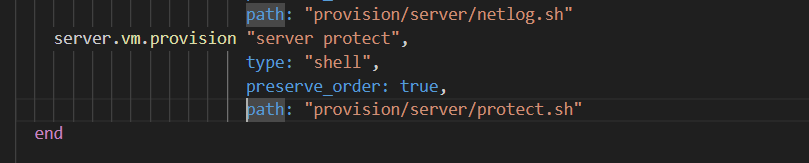 path: "provision/server/netlog.sh"
server.vm.provision "server protect",
type: "shell",
preserve_order: true,
path: "provision/server/protect.sh"
end